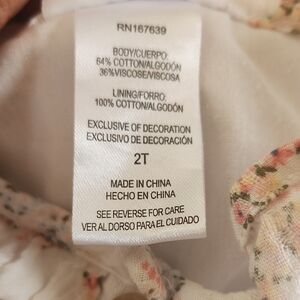 RN167639
BODY/CUERPO:
64% COTTON/ALGODÓN
36%VISCOSE/VISCOSA
LINING/FORRO:
100% COTTON/ALGODÓN
EXCLUSIVE OF DECORATION
EXCLUSIVO DE DECORACIÓN
2T
MADE IN CHINA
HECHO EN CHINA
SEE REVERSE FOR CARE
VER AL DORSO PARA EL CUIDADO